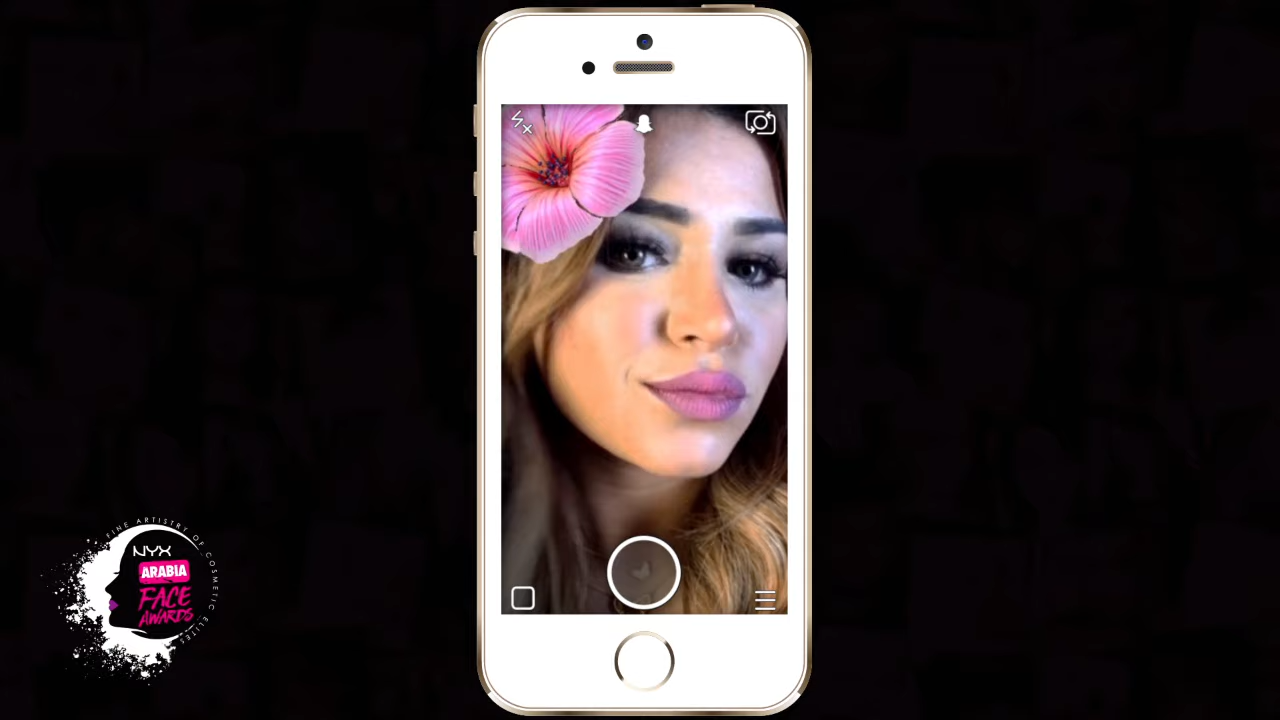 FINE ARTISTRY OF COSMETIC ELITES
NYX
ARABIA
FACE
AWARDS